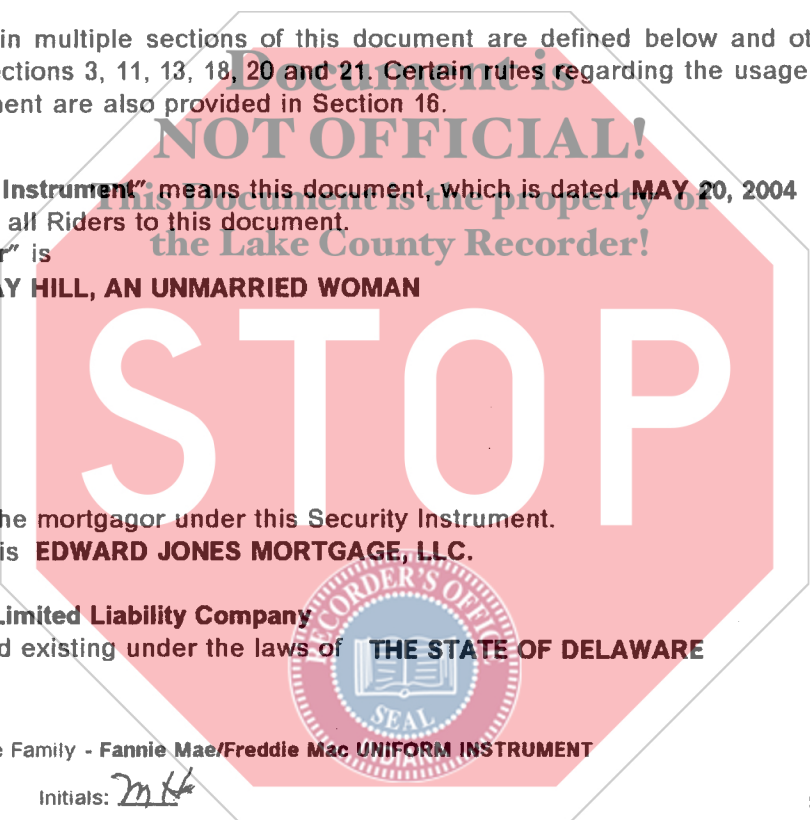 in multiple sections of this document are defined below and ot
ections 3, 11, 13, 18, 20 and 21. Certain rules regarding the usage
ent are also provided in Section 16.
Document is
NOT OFFICIAL!
This Document is the property of
the Lake County Recorder!
Instrument" means this document, which is dated MAY 20, 2004
all Riders to this document.
r" is
AY HILL, AN UNMARRIED WOMAN
STOP
he mortgagor under this Security Instrument.
is EDWARD JONES MORTGAGE, LLC.
Limited Liability Company
d existing under the laws of THE STATE OF DELAWARE
RECORDER'S OFFICE
SEAL
INDIANA
e Family - Fannie Mae/Freddie Mac UNIFORM INSTRUMENT
Initials: MH